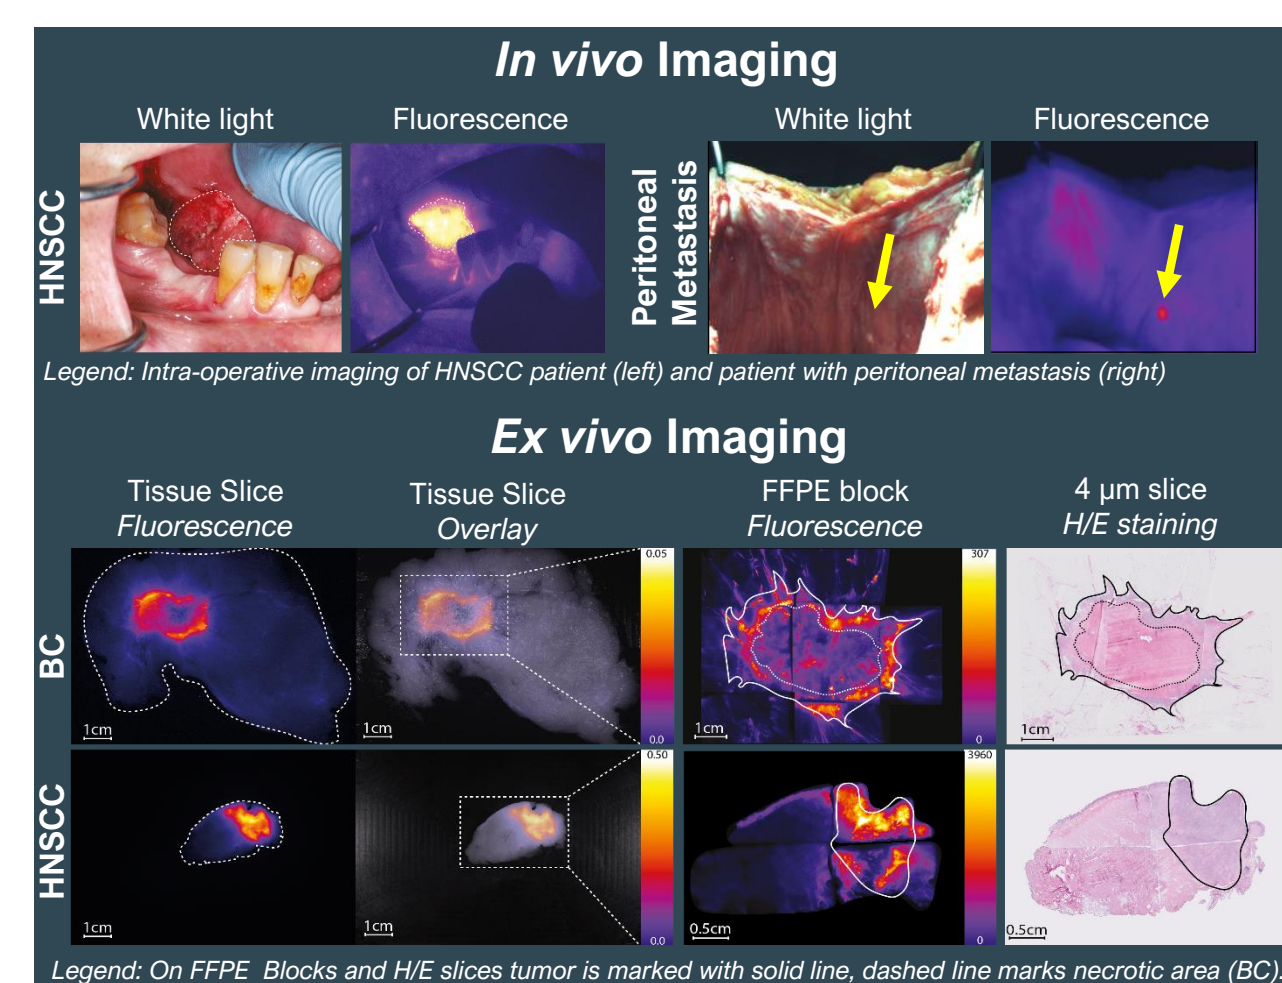 In vivo Imaging
White light
Fluorescence
White light
Fluorescence
HNSCC
Peritoneal
Metastasis
Legend: Intra-operative imaging of HNSCC patient (left) and patient with peritoneal metastasis (right)
Ex vivo Imaging
Tissue Slice
Fluorescence
Tissue Slice
Overlay
FFPE block
Fluorescence
4 µm slice
H/E staining
BC
1cm
1cm
0.05
0.0
1cm
307
0
1cm
HNSCC
1cm
1cm
0.50
0.0
0.5cm
3960
0
0.5cm
Legend: On FFPE Blocks and H/E slices tumor is marked with solid line, dashed line marks necrotic area (BC).